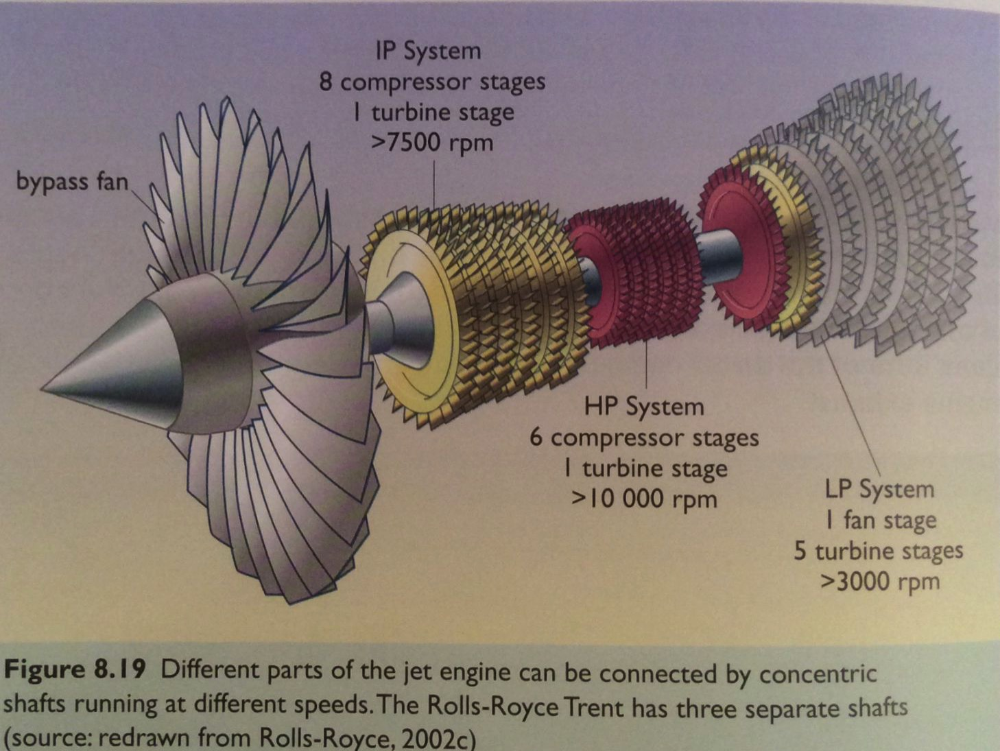 IP System
8 compressor stages
1 turbine stage
>7500 rpm
bypass fan
HP System
6 compressor stages
1 turbine stage
>10 000 rpm
LP System
1 fan stage
5 turbine stages
>3000 rpm
Figure 8.19 Different parts of the jet engine can be connected by concentric
shafts running at different speeds. The Rolls-Royce Trent has three separate shafts
(source: redrawn from Rolls-Royce, 2002c)